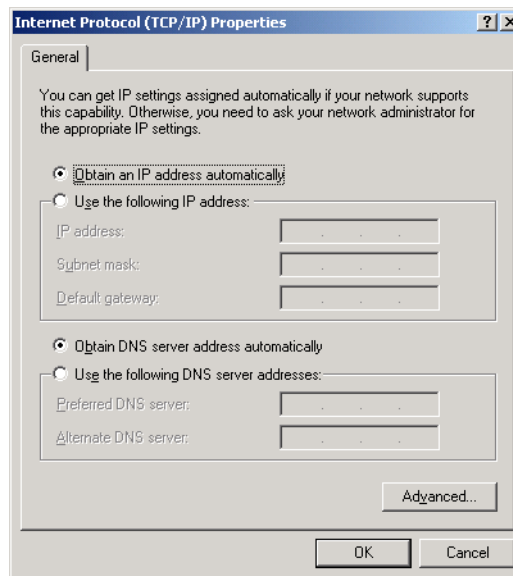 Internet Protocol (TCP/IP) Properties
General
You can get IP settings assigned automatically if your network supports
this capability. Otherwise, you need to ask your network administrator for
the appropriate IP settings.
Obtain an IP address automatically
Use the following IP address:
IP address:
Subnet mask:
Default gateway:
Obtain DNS server address automatically
Use the following DNS server addresses:
Preferred DNS server:
Alternate DNS server:
Advanced...
OK Cancel